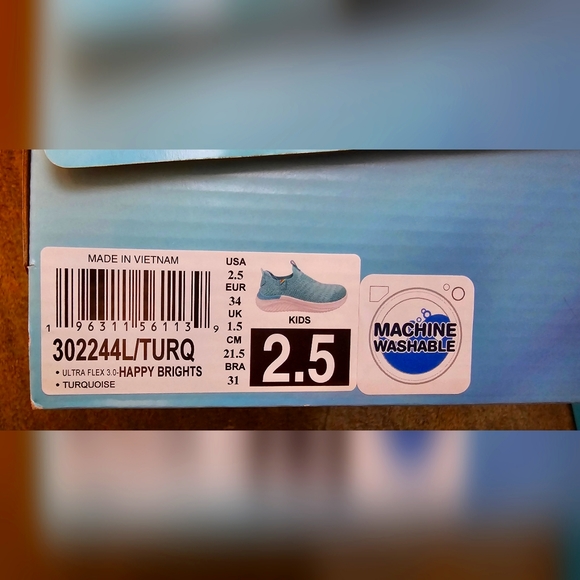 MADE IN VIETNAM
1 96311 56113 9
302244L/TURQ
• ULTRA FLEX 3.0-HAPPY BRIGHTS
• TURQUOISE
USA
2.5
EUR
34
UK
1.5
CM
21.5
BRA
31
KIDS
2.5
MACHINE
WASHABLE